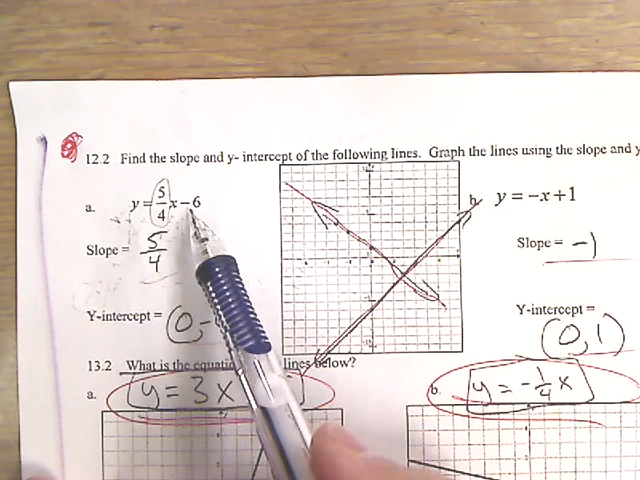 12.2 Find the slope and y- intercept of the following lines. Graph the lines using the slope and y
a. y = 5/4 x − 6
b. y = −x + 1
Slope = 5/4
Slope = −1
Y-intercept = (0, −
Y-intercept = (0, 1)
13.2 What is the equatio lines below?
a. y = 3x
b. y = −1/4 x